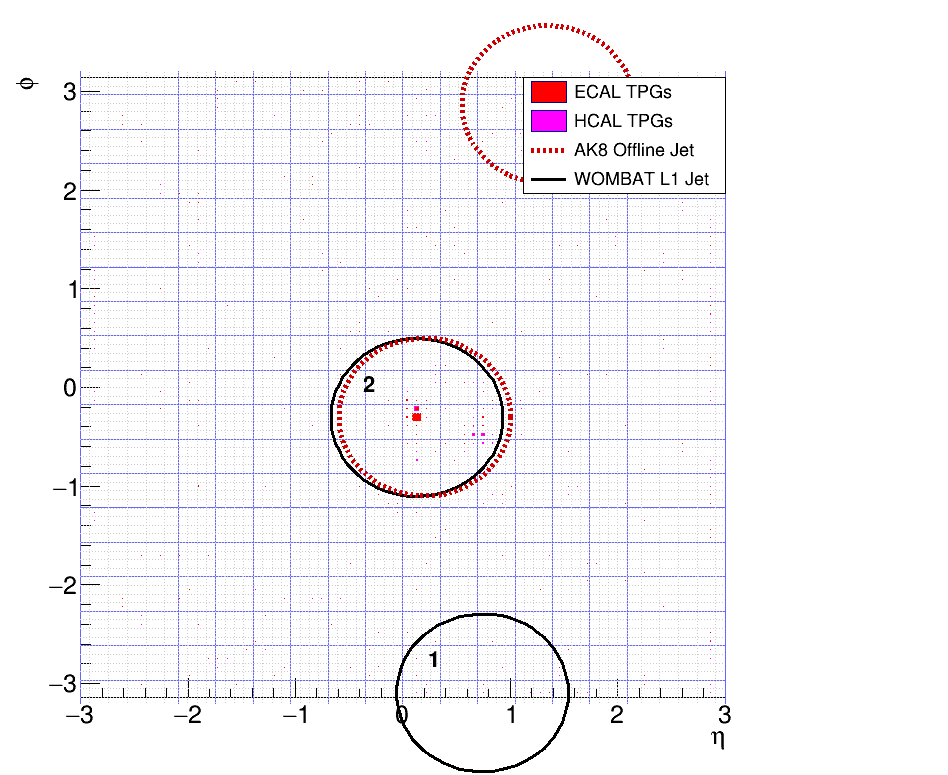 φ
3
2
1
0
−1
−2
−3
ECAL TPGs
HCAL TPGs
AK8 Offline Jet
WOMBAT L1 Jet
2
1
−3 −2 −1 0 1 2 3
η